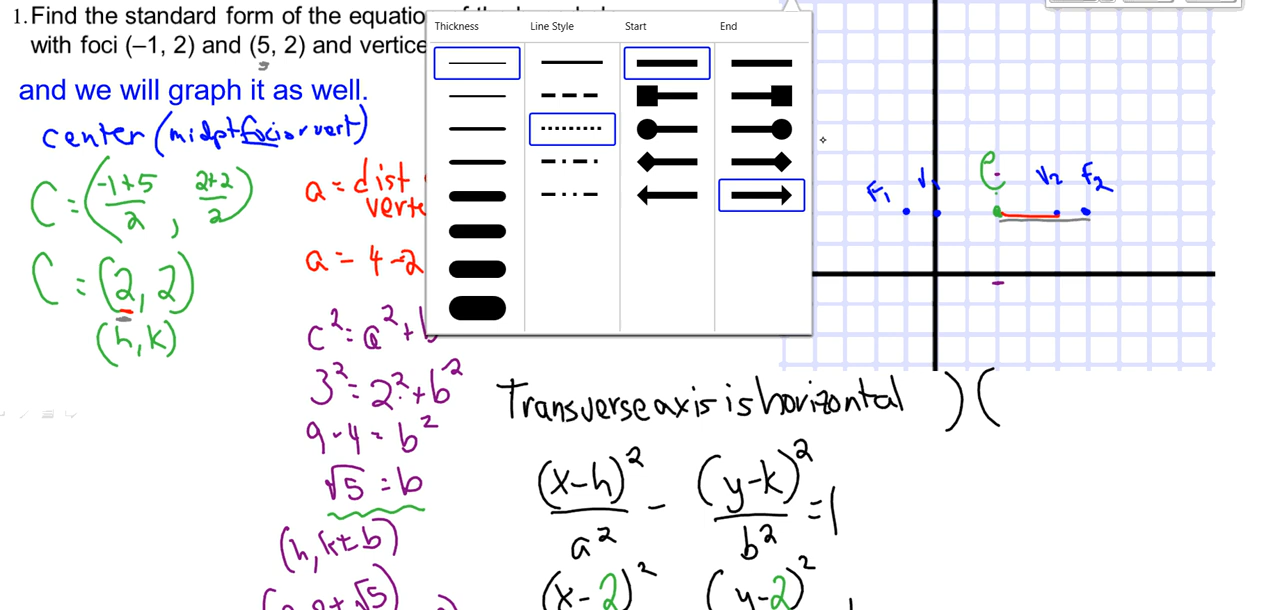 1. Find the standard form of the equatio
with foci (–1, 2) and (5, 2) and vertice
and we will graph it as well.
center (midpt foci or vert)
C = (-1+5/2 , 2+2/2)
C = (2, 2)
(h, k)
a = dist
verte
a = 4 - 2
c² = a² +
3² = 2² + b²
9 - 4 = b²
√5 = b
(h, k ± b)
Thickness Line Style Start End
F₁ V₁ C V₂ F₂
Transverse axis is horizontal )(
(x-h)²/a² - (y-k)²/b² = 1
(x-2)² (y-2)²